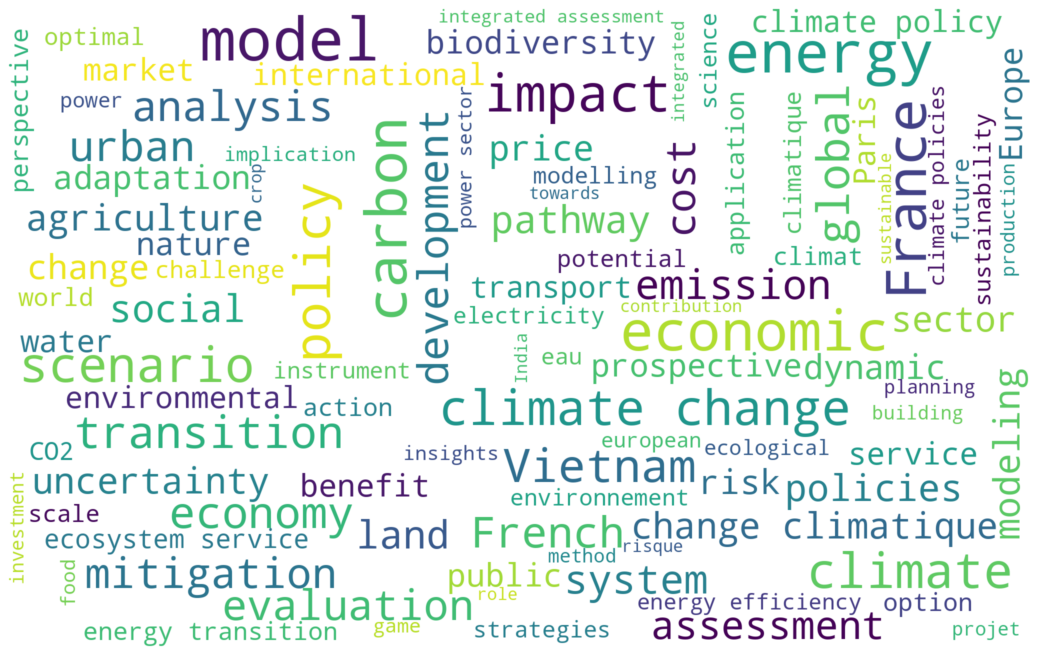 integrated assessment
optimal
model
biodiversity
climate policy
energy
science
integrated
perspective
market
international
impact
Europe
power
analysis
carbon
development
power sector
price
cost
application
climatique
global
Paris
sustainable
France
climate policies
future
sustainability
production
urban
implication
modelling
towards
adaptation
crop
policy
pathway
agriculture
nature
change
challenge
potential
climat
world
social
transport
emission
electricity
contribution
economic
sector
water
scenario
instrument
India
eau
prospective
dynamic
planning
environmental
action
climate change
building
modeling
transition
CO2
insights
european
ecological
Vietnam
service
uncertainty
benefit
environnement
risk
policies
investment
scale
economy
land
French
change climatique
ecosystem service
method
risque
food
mitigation
public
system
climate
evaluation
role
energy efficiency
option
energy transition
game
strategies
assessment
projet